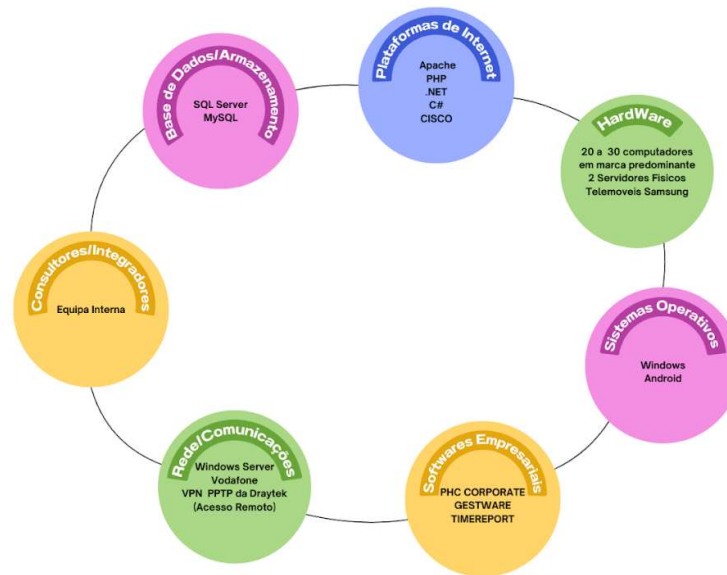 Plataformas de Internet
Apache
PHP
.NET
C#
CISCO
HardWare
20 a 30 computadores
em marca predominante
2 Servidores Fisicos
Telemoveis Samsung
Sistemas Operativos
Windows
Android
Softwares Empresariais
PHC CORPORATE
GESTWARE
TIMEREPORT
Rede/Comunicações
Windows Server
Vodafone
VPN PPTP da Draytek
(Acesso Remoto)
Consultores/Integradores
Equipa Interna
Base de Dados/Armazenamento
SQL Server
MySQL